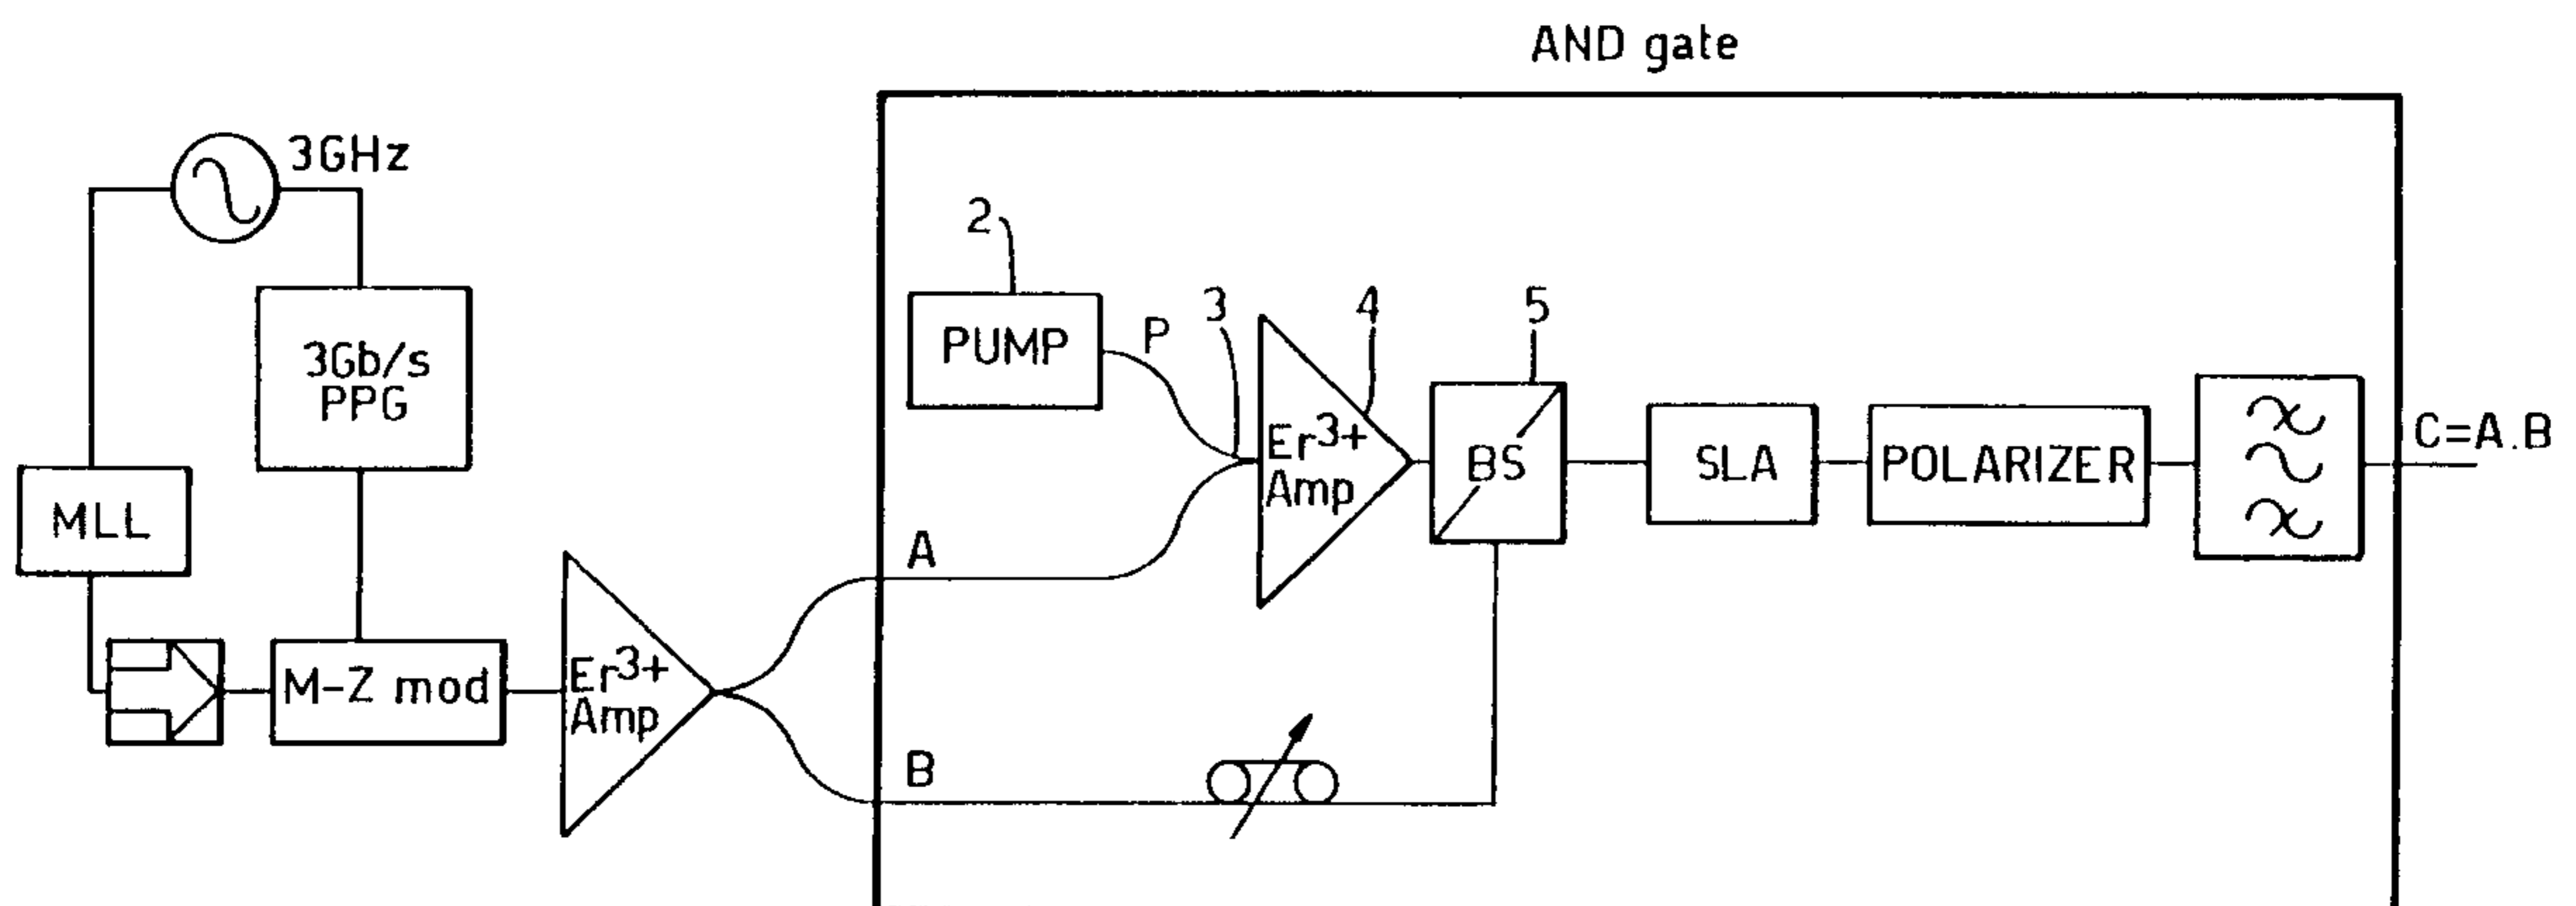 AND gate
3GHz
2
3Gb/s
PPG
PUMP
P
3
4
5
Er3+
Amp
BS
SLA
POLARIZER
C=A.B
MLL
A
M-Z mod
Er3+
Amp
B